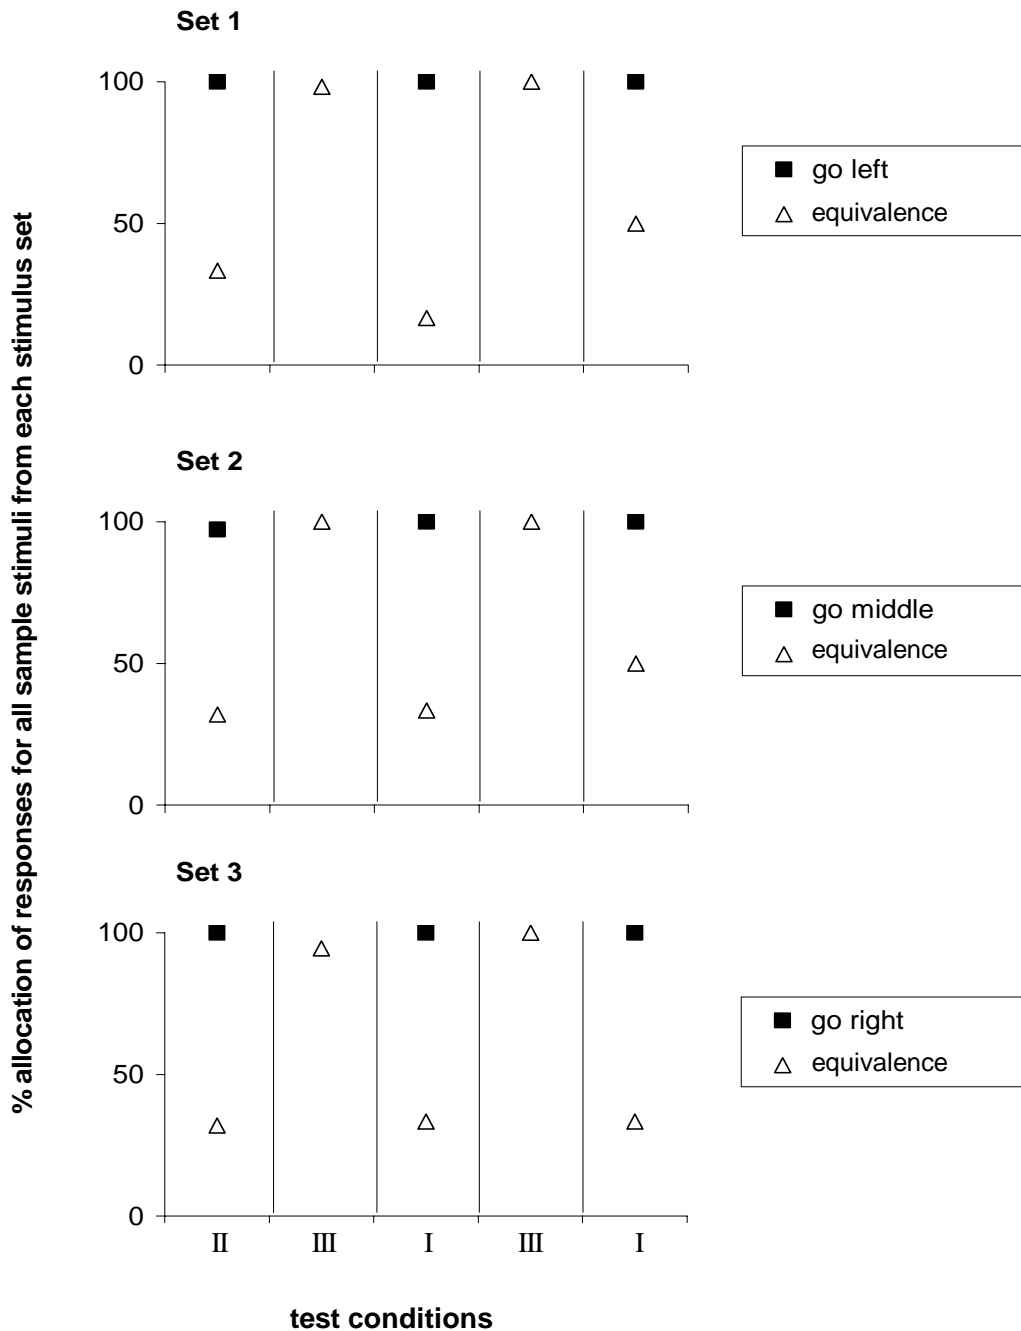 % allocation of responses for all sample stimuli from each stimulus set
Set 1
100
50
0
go left
equivalence
Set 2
100
50
0
go middle
equivalence
Set 3
100
50
0
go right
equivalence
II III I III I
test conditions